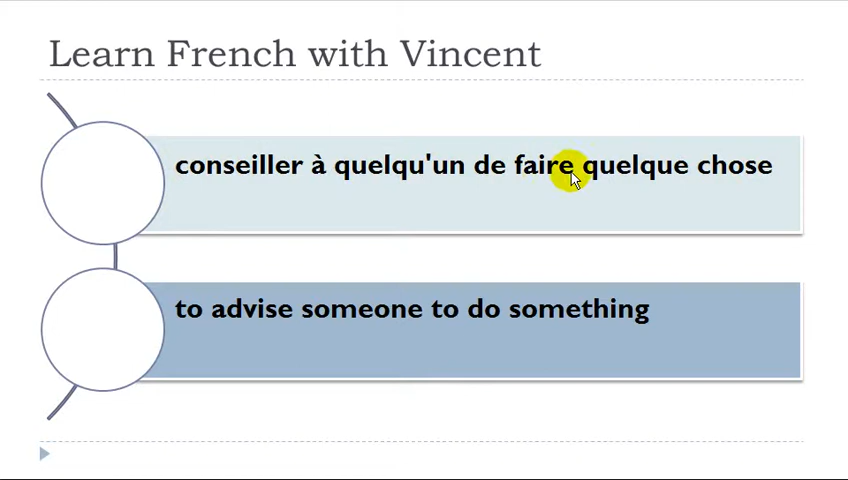 Learn French with Vincent
conseiller à quelqu'un de faire quelque chose
to advise someone to do something